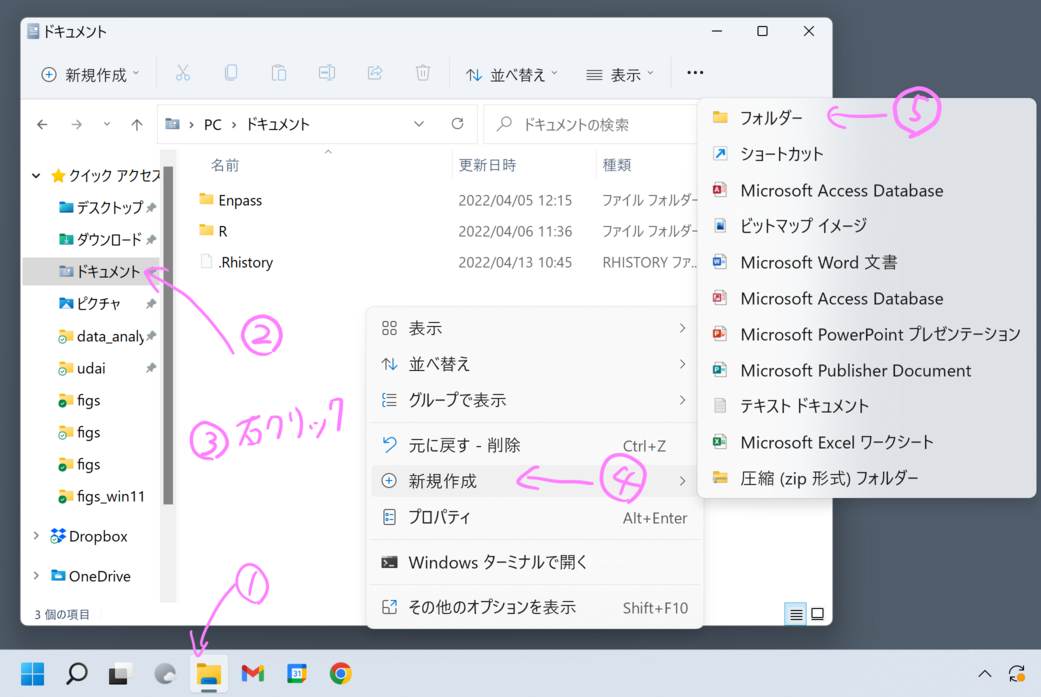 ドキュメント
新規作成
並べ替え
表示
PC › ドキュメント
ドキュメントの検索
クイック アクセス
デスクトップ
ダウンロード
ドキュメント
ピクチャ
data_analy
udai
figs
figs
figs
figs_win11
Dropbox
OneDrive
3 個の項目
名前 更新日時 種類
Enpass 2022/04/05 12:15 ファイル フォルダー
R 2022/04/06 11:36 ファイル フォルダー
.Rhistory 2022/04/13 10:45 RHISTORY ファ...
表示
並べ替え
グループで表示
元に戻す - 削除 Ctrl+Z
新規作成
プロパティ Alt+Enter
Windows ターミナルで開く
その他のオプションを表示 Shift+F10
フォルダー
ショートカット
Microsoft Access Database
ビットマップ イメージ
Microsoft Word 文書
Microsoft Access Database
Microsoft PowerPoint プレゼンテーション
Microsoft Publisher Document
テキスト ドキュメント
Microsoft Excel ワークシート
圧縮 (zip 形式) フォルダー
①
②
③ 右クリック
④
⑤
31